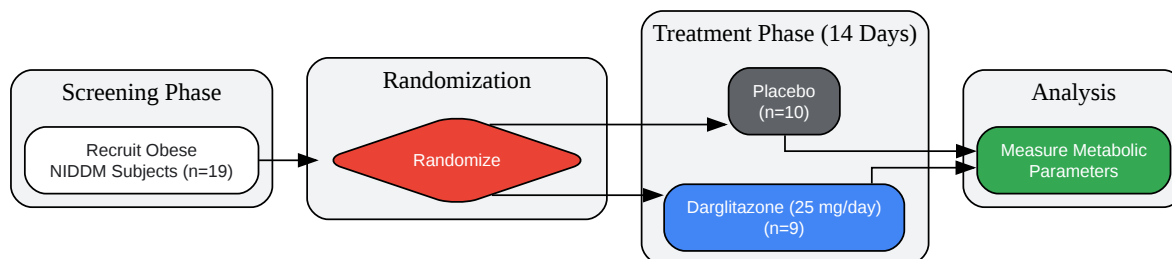 Screening Phase
Recruit Obese
NIDDM Subjects (n=19)
Randomization
Randomize
Treatment Phase (14 Days)
Placebo
(n=10)
Darglitazone (25 mg/day)
(n=9)
Analysis
Measure Metabolic
Parameters